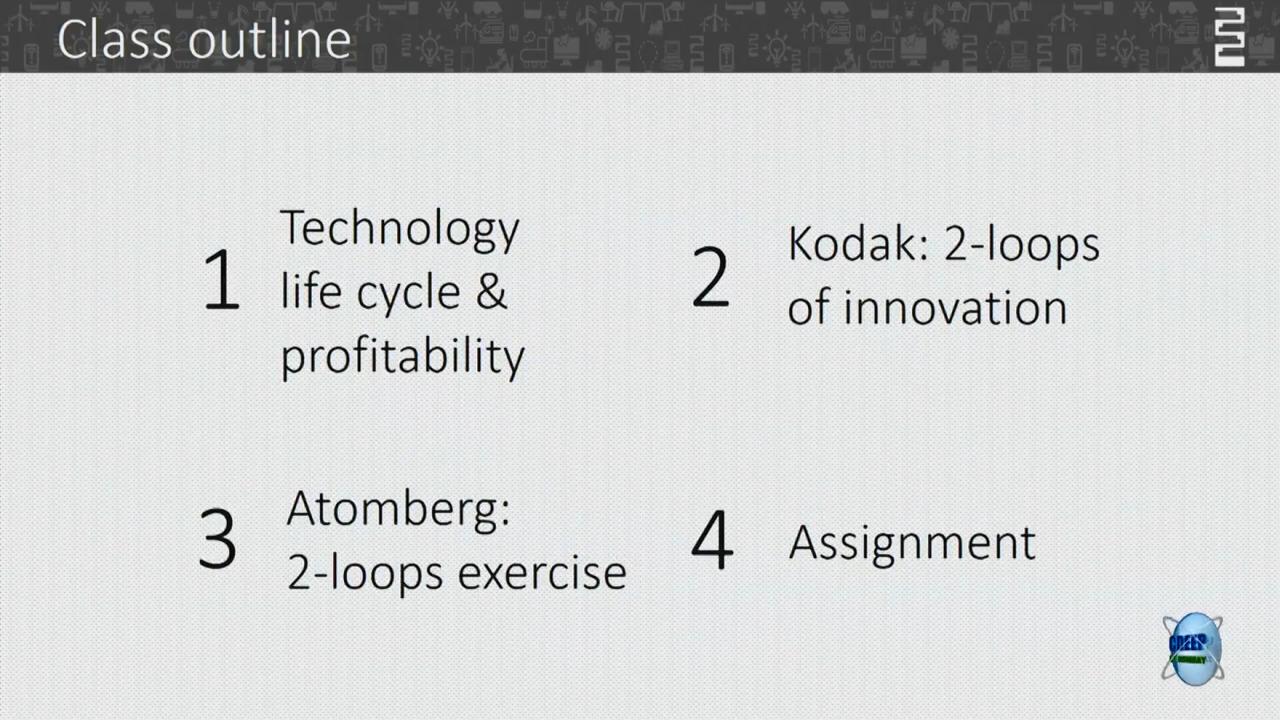 Class outline
1
Technology
life cycle &
profitability
2
Kodak: 2-loops
of innovation
3
Atomberg:
2-loops exercise
4
Assignment